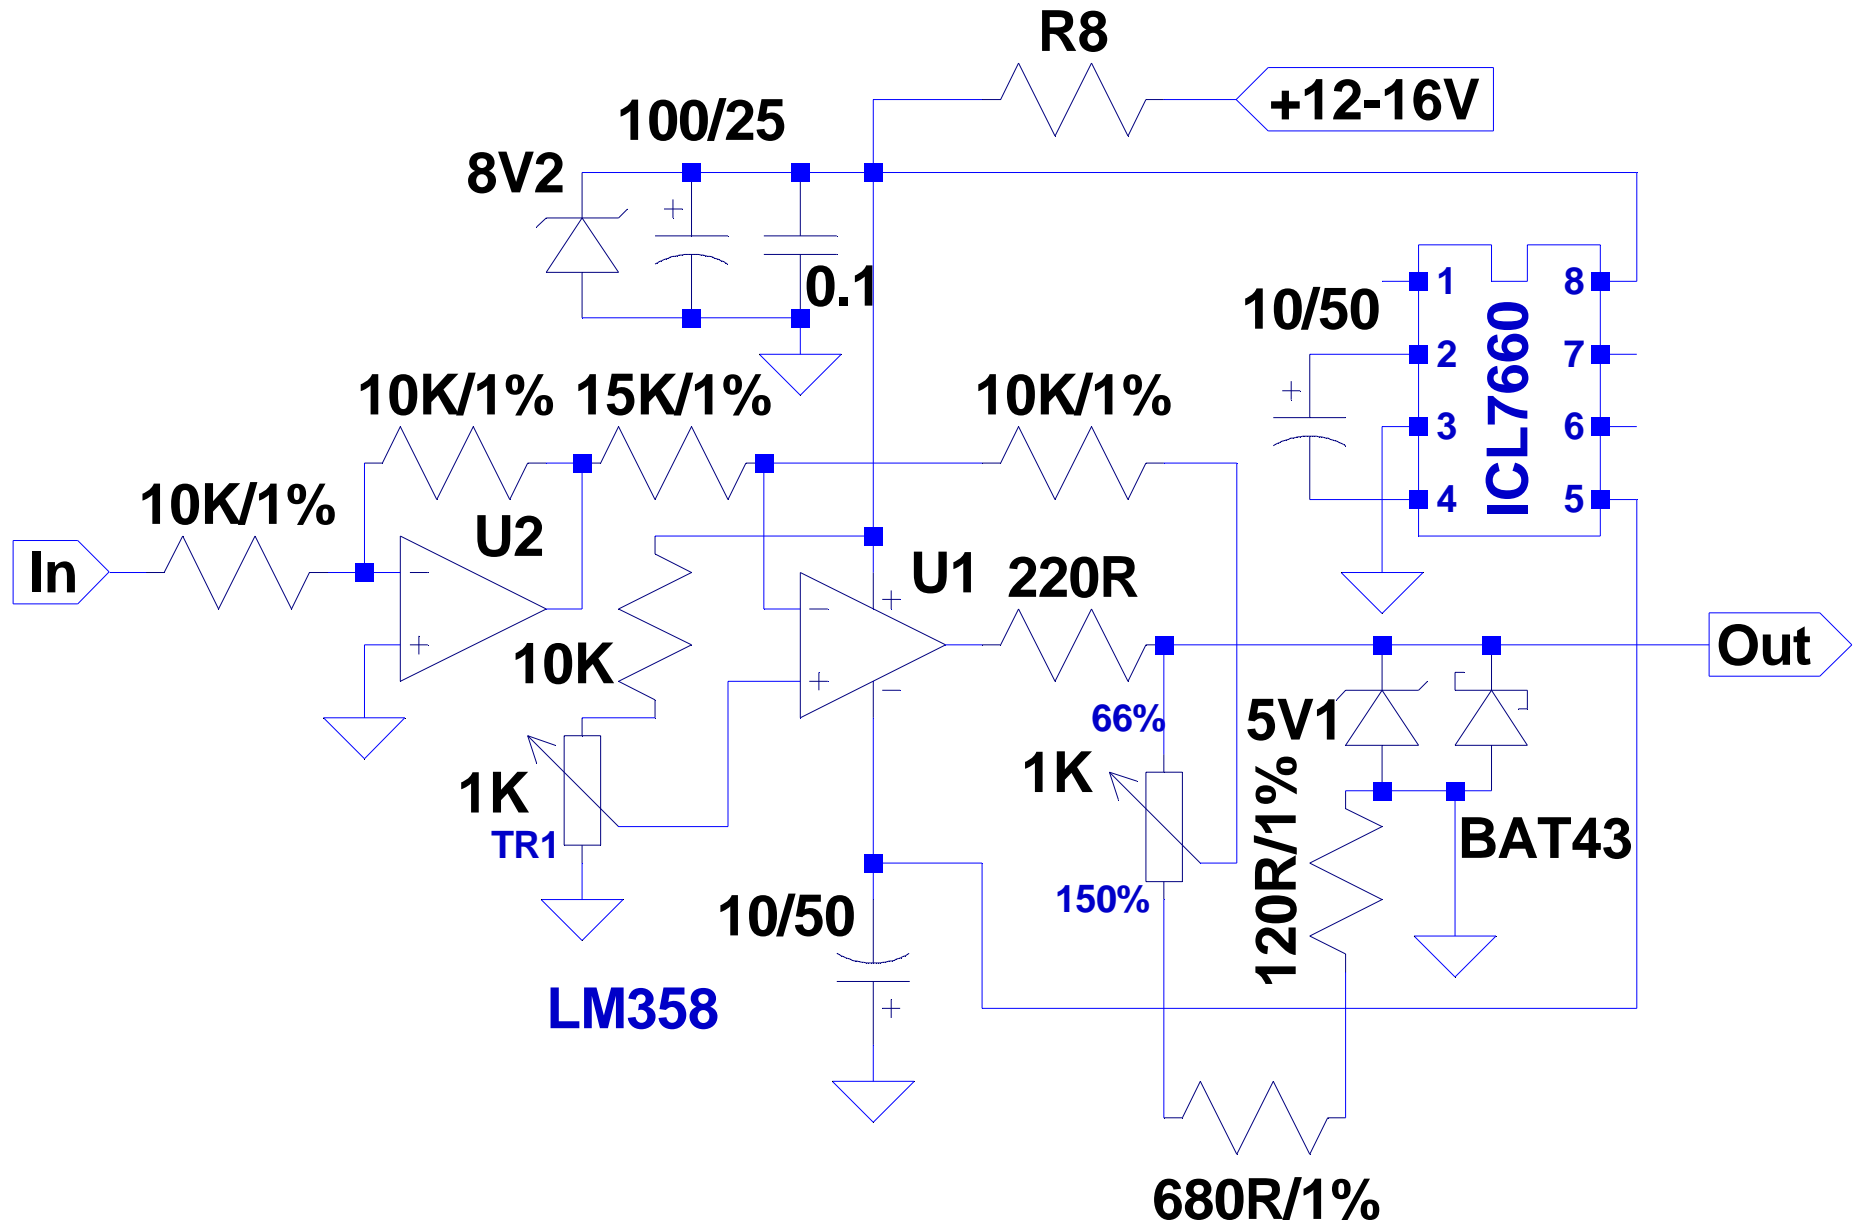 R8
+12-16V
100/25
8V2
0.1
10/50
1
2
3
4
8
7
6
5
ICL7660
10K/1%
15K/1%
10K/1%
10K/1%
In
U2
U1
220R
10K
Out
66%
5V1
1K
1K
TR1
120R/1%
BAT43
150%
10/50
LM358
680R/1%